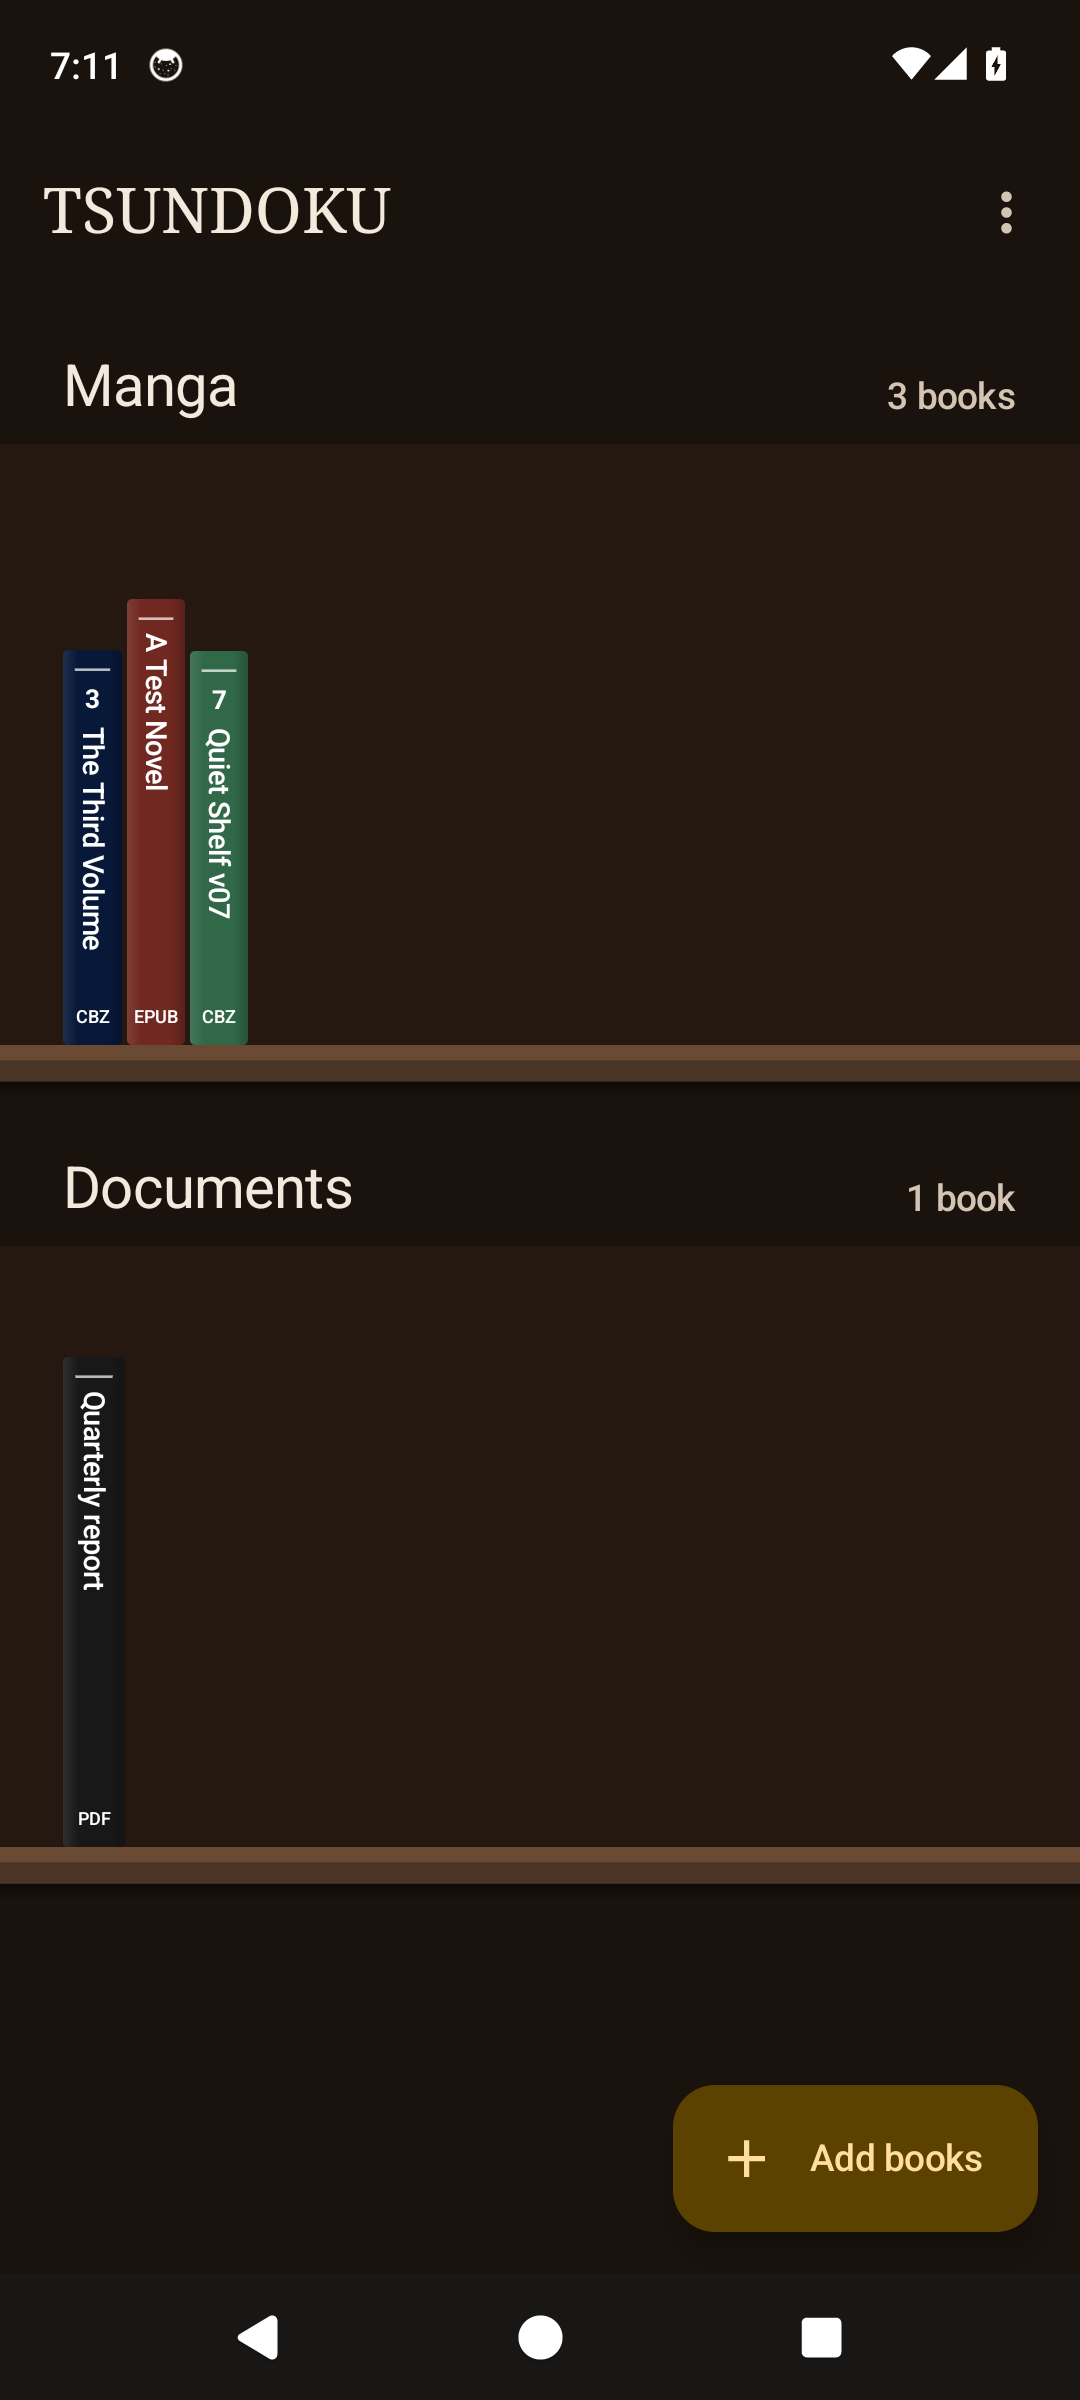 7:11
TSUNDOKU
Manga
3 books
3 The Third Volume
CBZ
A Test Novel
EPUB
7 Quiet Shelf v07
CBZ
Documents
1 book
Quarterly report
PDF
Add books